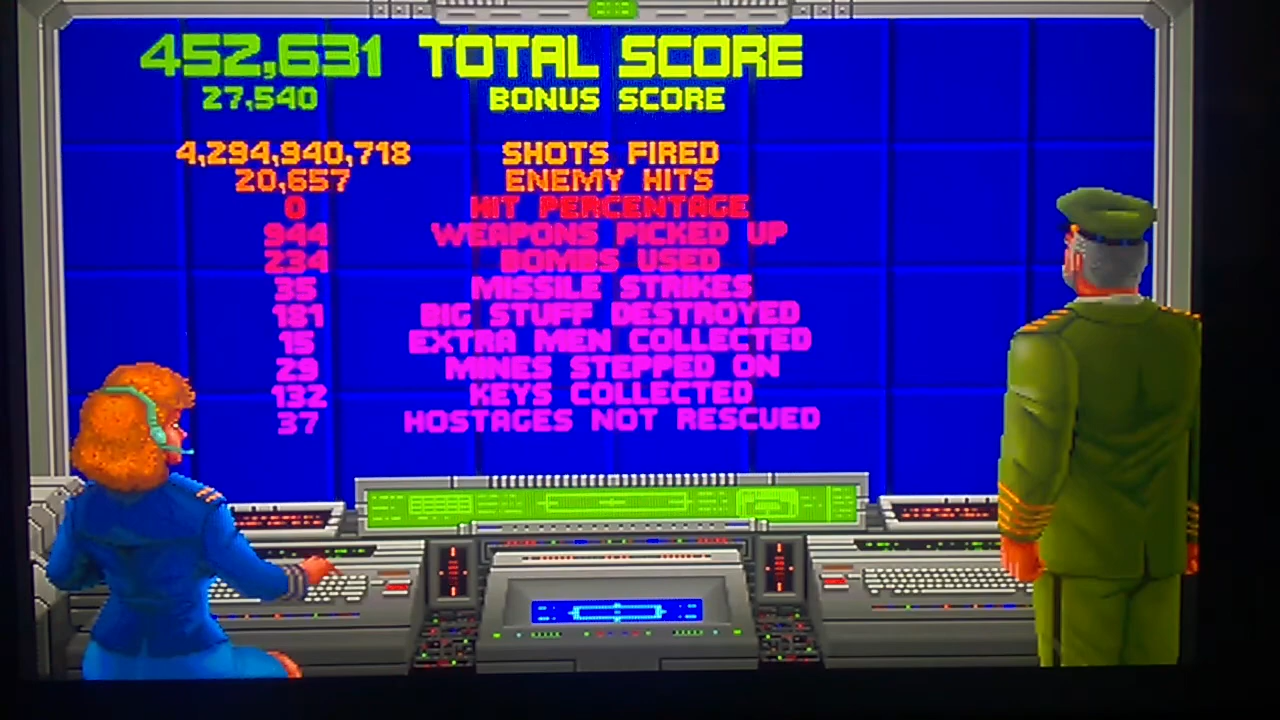 452,631 TOTAL SCORE
27,540 BONUS SCORE
4,294,940,718 SHOTS FIRED
20,657 ENEMY HITS
0 HIT PERCENTAGE
944 WEAPONS PICKED UP
234 BOMBS USED
35 MISSILE STRIKES
181 BIG STUFF DESTROYED
15 EXTRA MEN COLLECTED
29 MINES STEPPED ON
132 KEYS COLLECTED
37 HOSTAGES NOT RESCUED